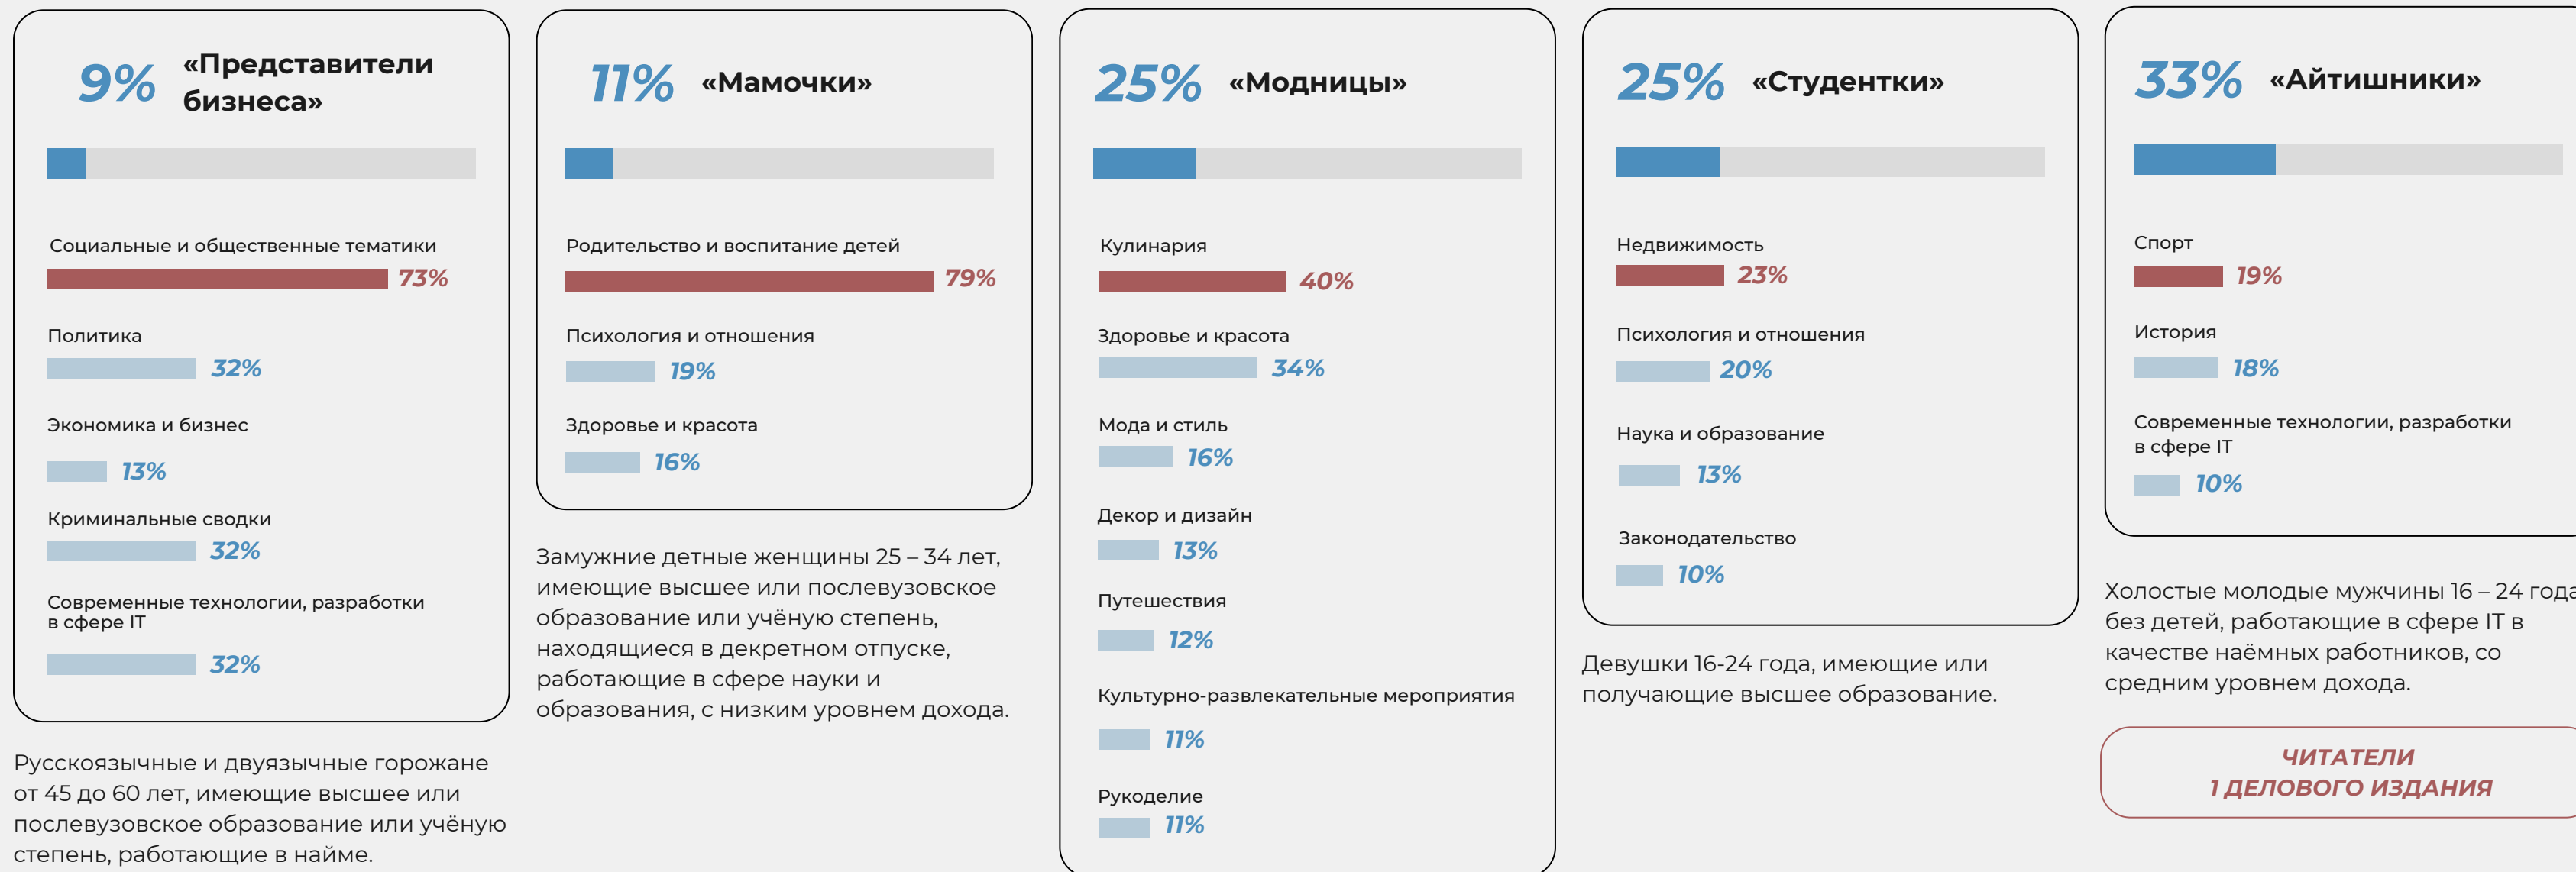 9%
«Представители
бизнеса»
Социальные и общественные тематики
73%
Политика
32%
Экономика и бизнес
13%
Криминальные сводки
32%
Современные технологии, разработки
в сфере IT
32%
Русскоязычные и двуязычные горожане
от 45 до 60 лет, имеющие высшее или
послевузовское образование или учёную
степень, работающие в найме.
11%
«Мамочки»
Родительство и воспитание детей
79%
Психология и отношения
19%
Здоровье и красота
16%
Замужние детные женщины 25 – 34 лет,
имеющие высшее или послевузовское
образование или учёную степень,
находящиеся в декретном отпуске,
работающие в сфере науки и
образования, с низким уровнем дохода.
25%
«Модницы»
Кулинария
40%
Здоровье и красота
34%
Мода и стиль
16%
Декор и дизайн
13%
Путешествия
12%
Культурно-развлекательные мероприятия
11%
Рукоделие
11%
25%
«Студентки»
Недвижимость
23%
Психология и отношения
20%
Наука и образование
13%
Законодательство
10%
Девушки 16-24 года, имеющие или
получающие высшее образование.
33%
«Айтишники»
Спорт
19%
История
18%
Современные технологии, разработки
в сфере IT
10%
Холостые молодые мужчины 16 – 24 года
без детей, работающие в сфере IT в
качестве наёмных работников, со
средним уровнем дохода.
ЧИТАТЕЛИ
1 ДЕЛОВОГО ИЗДАНИЯ